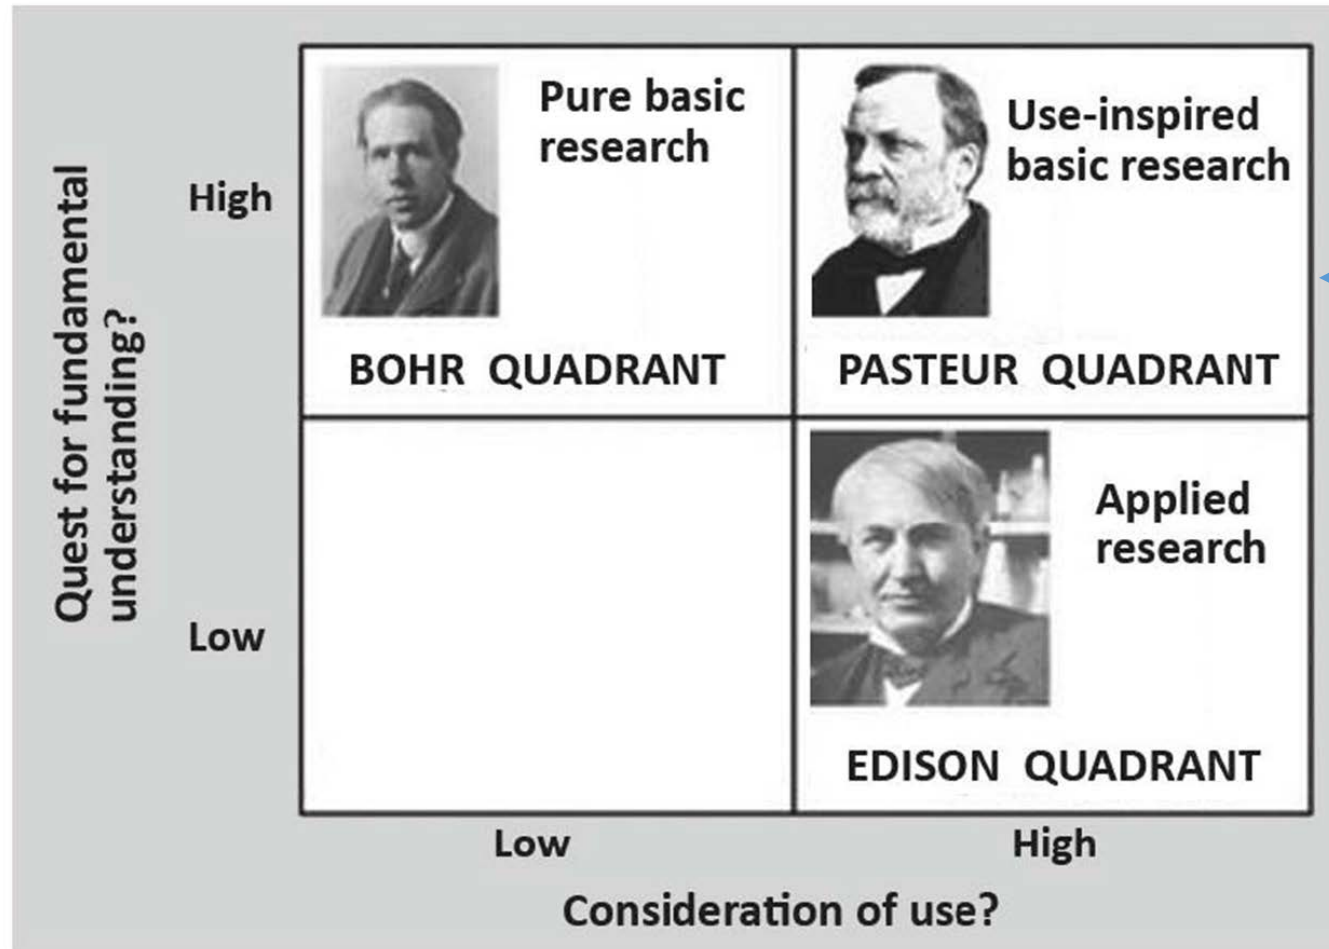 Quest for fundamental
understanding?
High
Low
Pure basic
research
BOHR QUADRANT
Use-inspired
basic research
PASTEUR QUADRANT
Applied
research
EDISON QUADRANT
Low
High
Consideration of use?